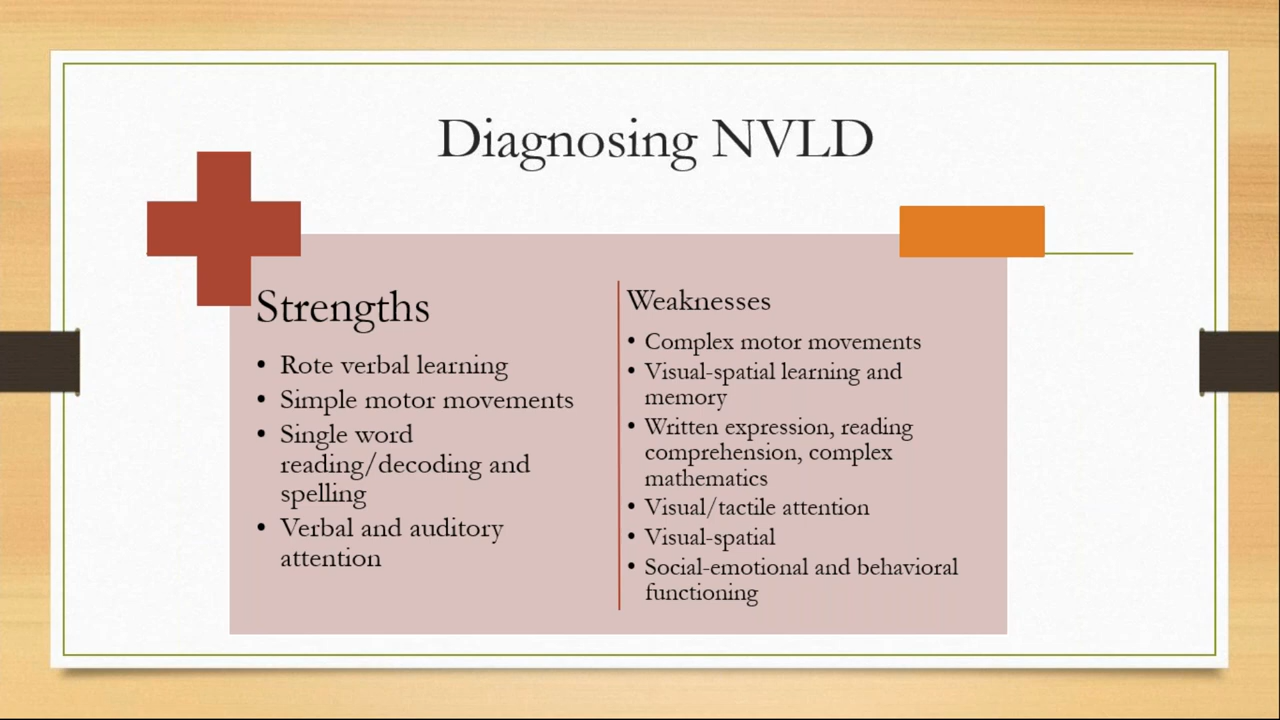 Diagnosing NVLD
Strengths
• Rote verbal learning
• Simple motor movements
• Single word
reading/decoding and
spelling
• Verbal and auditory
attention
Weaknesses
• Complex motor movements
• Visual-spatial learning and
memory
• Written expression, reading
comprehension, complex
mathematics
• Visual/tactile attention
• Visual-spatial
• Social-emotional and behavioral
functioning